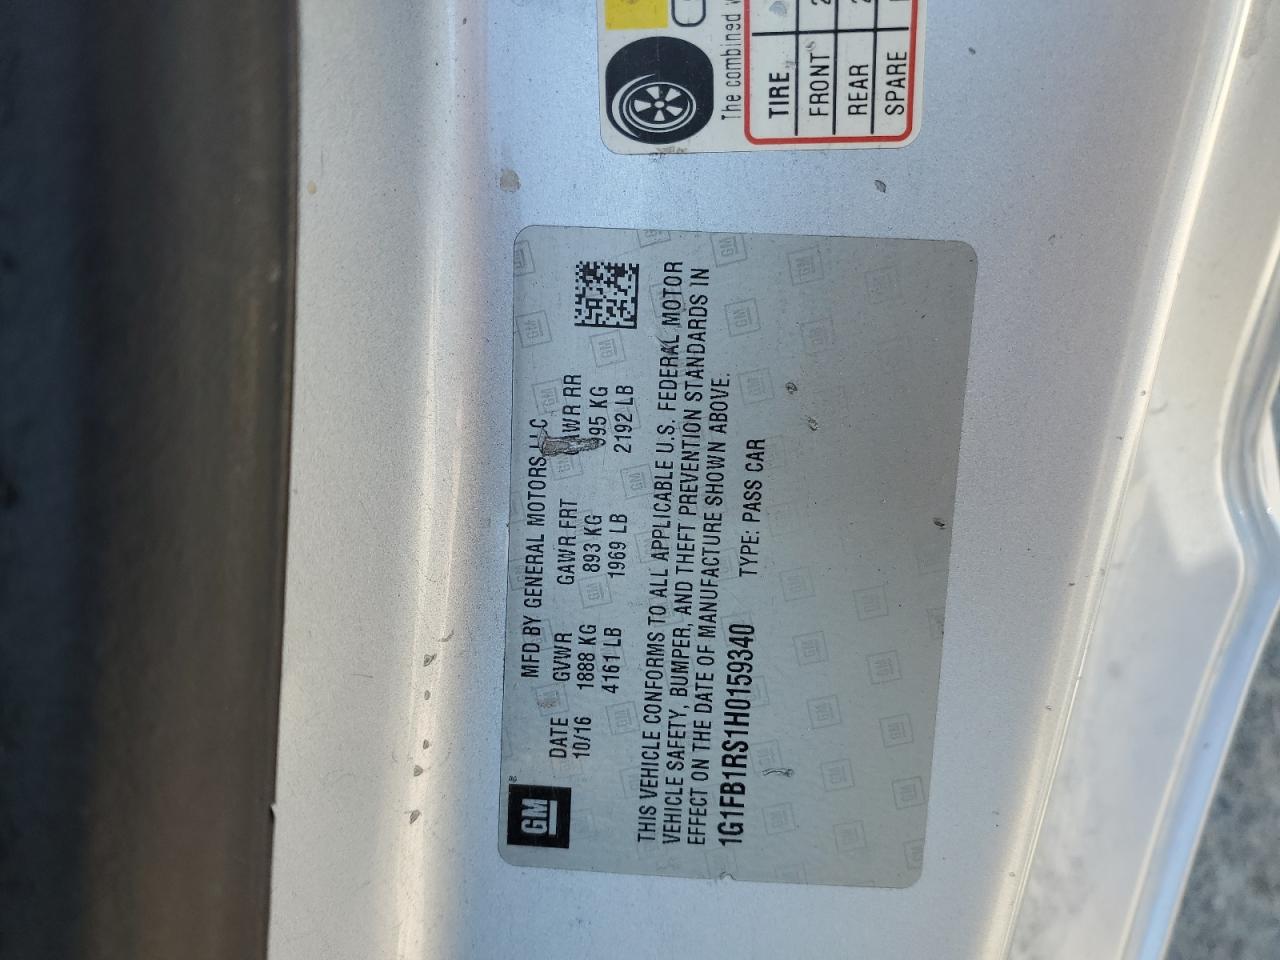 The combined
TIRE
FRONT
REAR
SPARE
GM
MFD BY GENERAL MOTORS LLC
DATE GVWR GAWR FRT WR RR
10/16 1888 KG 893 KG 95 KG
4161 LB 1969 LB 2192 LB
THIS VEHICLE CONFORMS TO ALL APPLICABLE U.S. FEDERAL MOTOR
VEHICLE SAFETY, BUMPER, AND THEFT PREVENTION STANDARDS IN
EFFECT ON THE DATE OF MANUFACTURE SHOWN ABOVE.
1G1FB1RS1H0159340 TYPE: PASS CAR